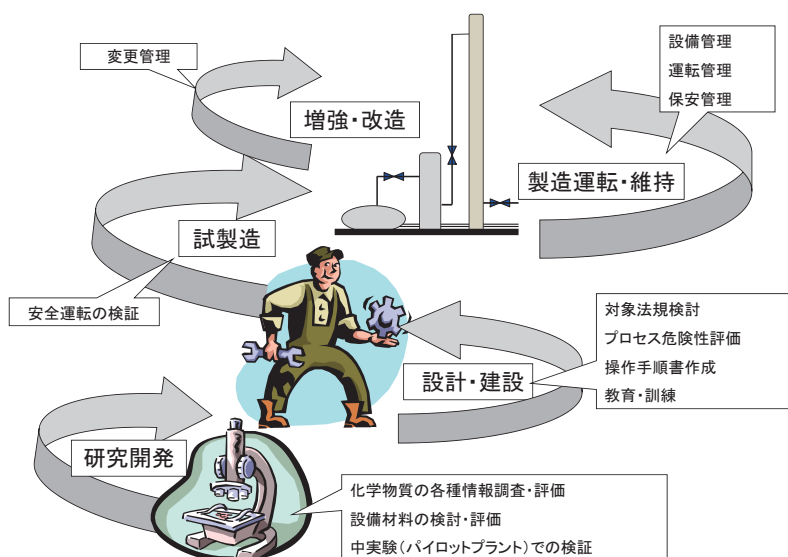 変更管理
増強・改造
設備管理
運転管理
保安管理
製造運転・維持
試製造
安全運転の検証
対象法規検討
プロセス危険性評価
操作手順書作成
教育・訓練
設計・建設
研究開発
化学物質の各種情報調査・評価
設備材料の検討・評価
中実験(パイロットプラント)での検証